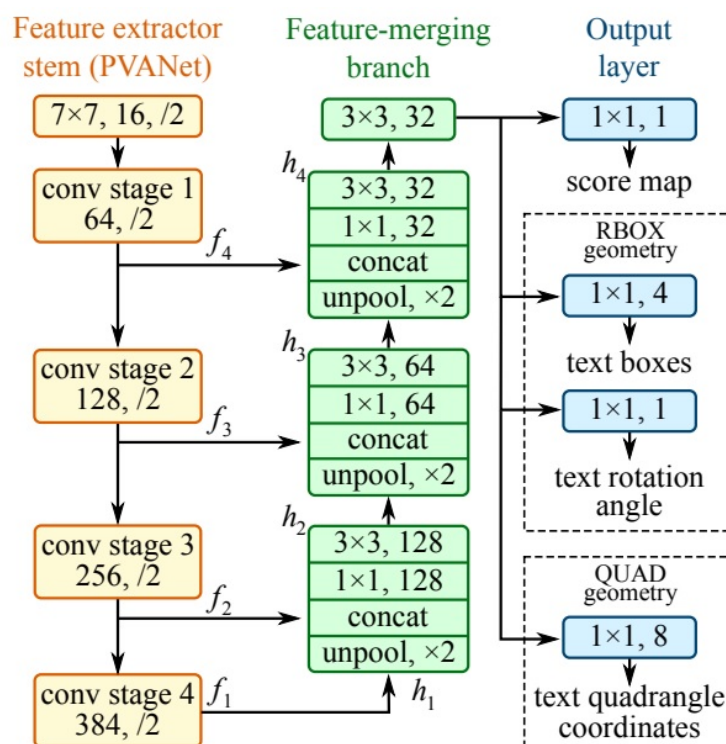 Feature extractor
stem (PVANet)
7×7, 16, /2
conv stage 1
64, /2
conv stage 2
128, /2
conv stage 3
256, /2
conv stage 4
384, /2
f₄
f₃
f₂
f₁
Feature-merging
branch
3×3, 32
h₄
3×3, 32
1×1, 32
concat
unpool, ×2
h₃
3×3, 64
1×1, 64
concat
unpool, ×2
h₂
3×3, 128
1×1, 128
concat
unpool, ×2
h₁
Output
layer
1×1, 1
score map
RBOX
geometry
1×1, 4
text boxes
1×1, 1
text rotation
angle
QUAD
geometry
1×1, 8
text quadrangle
coordinates